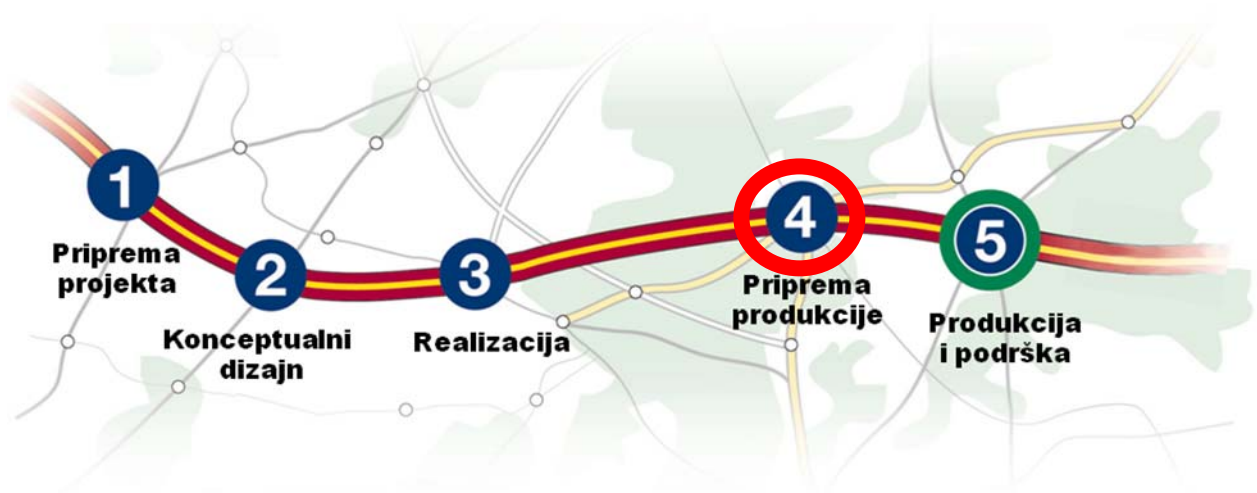 1
Priprema
projekta
2
Konceptualni
dizajn
3
Realizacija
4
Priprema
produkcije
5
Produkcija
i podrška